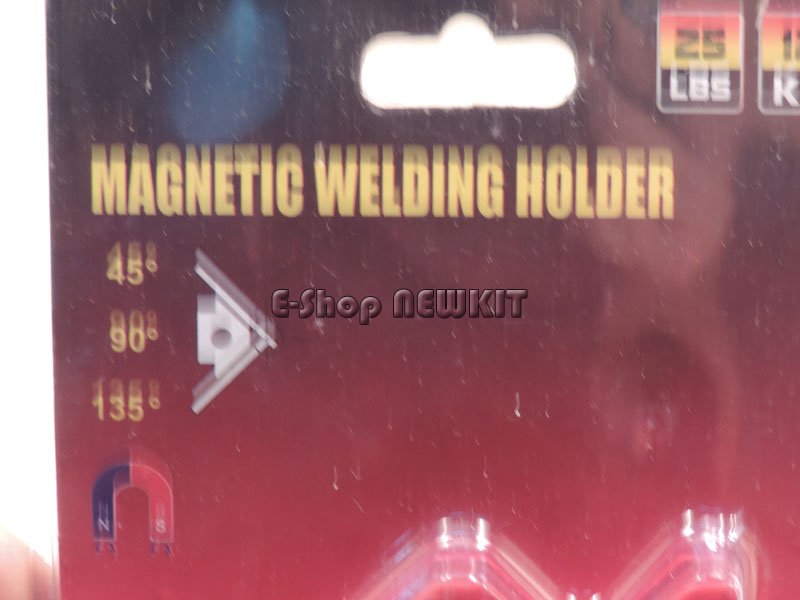 25
LBS
MAGNETIC WELDING HOLDER
45°
90°
135°
E-Shop NEWKIT
N S